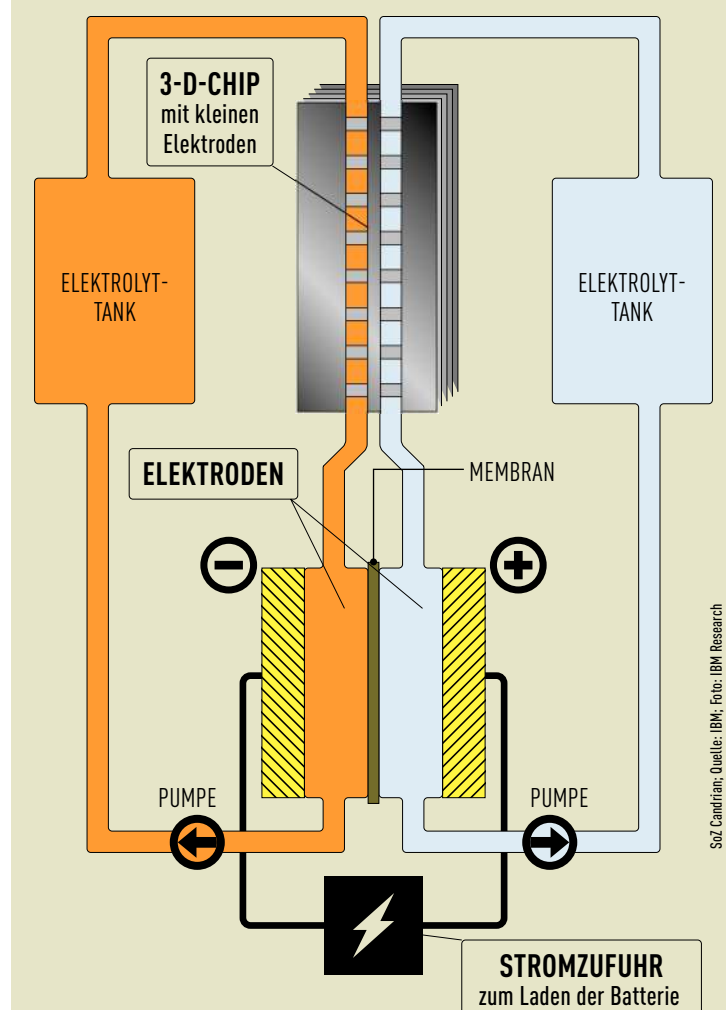 3-D-CHIP
mit kleinen
Elektroden
ELEKTROLYT-
TANK
ELEKTROLYT-
TANK
ELEKTRODEN
MEMBRAN
PUMPE
PUMPE
STROMZUFUHR
zum Laden der Batterie
SoZ Candrian; Quelle: IBM; Foto: IBM Research